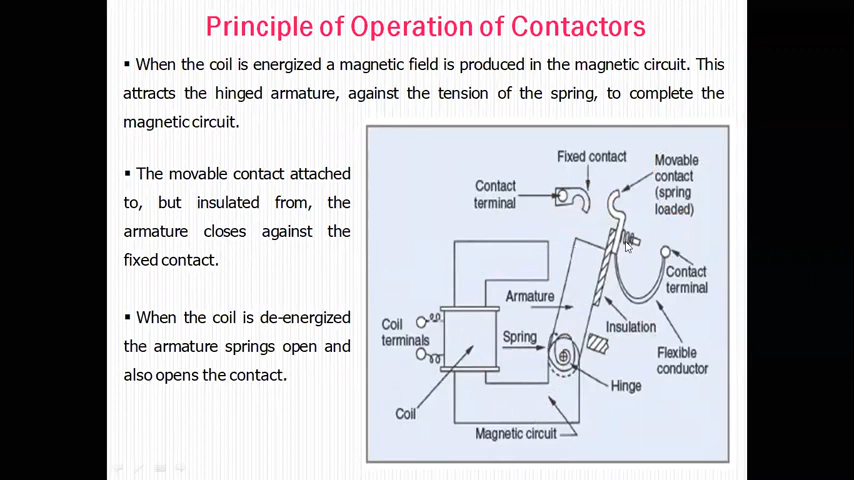 Principle of Operation of Contactors
▪ When the coil is energized a magnetic field is produced in the magnetic circuit. This
attracts the hinged armature, against the tension of the spring, to complete the
magnetic circuit.
▪ The movable contact attached
to, but insulated from, the
armature closes against the
fixed contact.
▪ When the coil is de-energized
the armature springs open and
also opens the contact.
Fixed contact
Movable
contact
(spring
loaded)
Contact
terminal
Contact
terminal
Armature
Insulation
Coil
terminals
Spring
Flexible
conductor
Hinge
Coil
Magnetic circuit